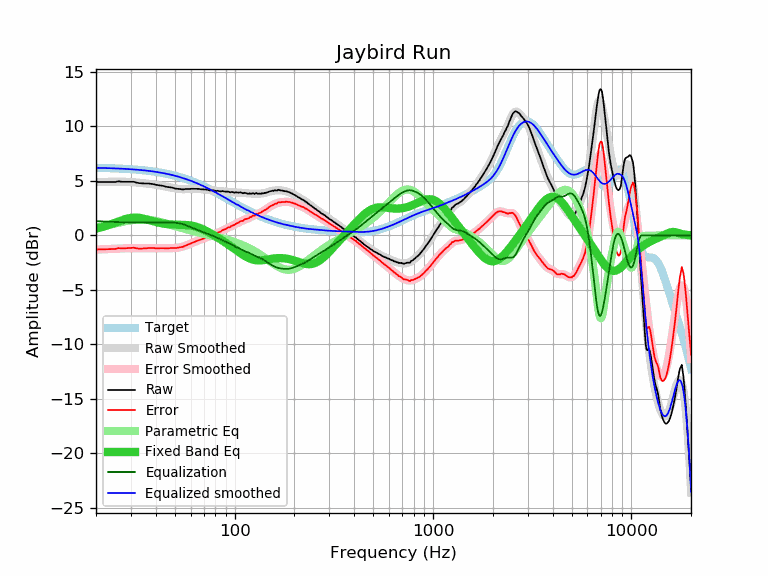 Jaybird Run
15
10
5
0
−5
−10
−15
−20
−25
Amplitude (dBr)
Target
Raw Smoothed
Error Smoothed
Raw
Error
Parametric Eq
Fixed Band Eq
Equalization
Equalized smoothed
100
1000
10000
Frequency (Hz)